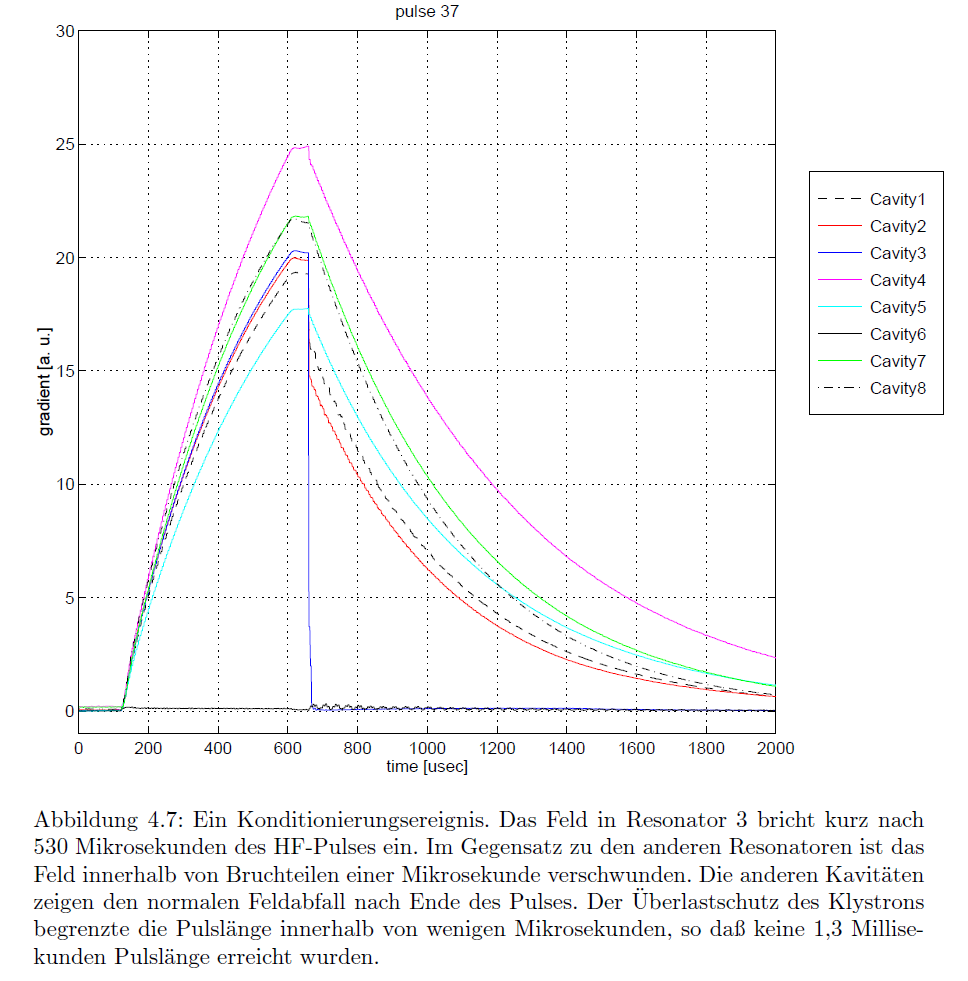 pulse 37
30
25
20
15
10
5
0
gradient [a. u.]
0 200 400 600 800 1000 1200 1400 1600 1800 2000
time [usec]
Cavity1
Cavity2
Cavity3
Cavity4
Cavity5
Cavity6
Cavity7
Cavity8
Abbildung 4.7: Ein Konditionierungsereignis. Das Feld in Resonator 3 bricht kurz nach
530 Mikrosekunden des HF-Pulses ein. Im Gegensatz zu den anderen Resonatoren ist das
Feld innerhalb von Bruchteilen einer Mikrosekunde verschwunden. Die anderen Kavitäten
zeigen den normalen Feldabfall nach Ende des Pulses. Der Überlastschutz des Klystrons
begrenzte die Pulslänge innerhalb von wenigen Mikrosekunden, so daß keine 1,3 Millise-
kunden Pulslänge erreicht wurden.